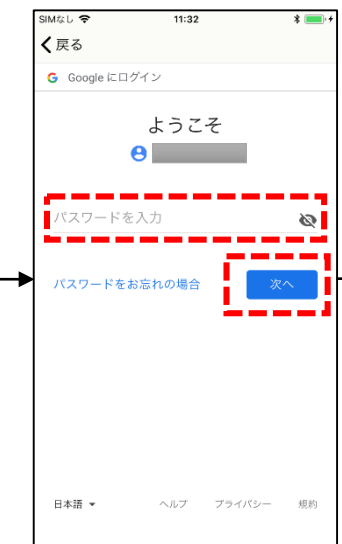 SIMなし 11:32
戻る
G Google にログイン
ようこそ
パスワードを入力
パスワードをお忘れの場合 次へ
日本語 ヘルプ プライバシー 規約